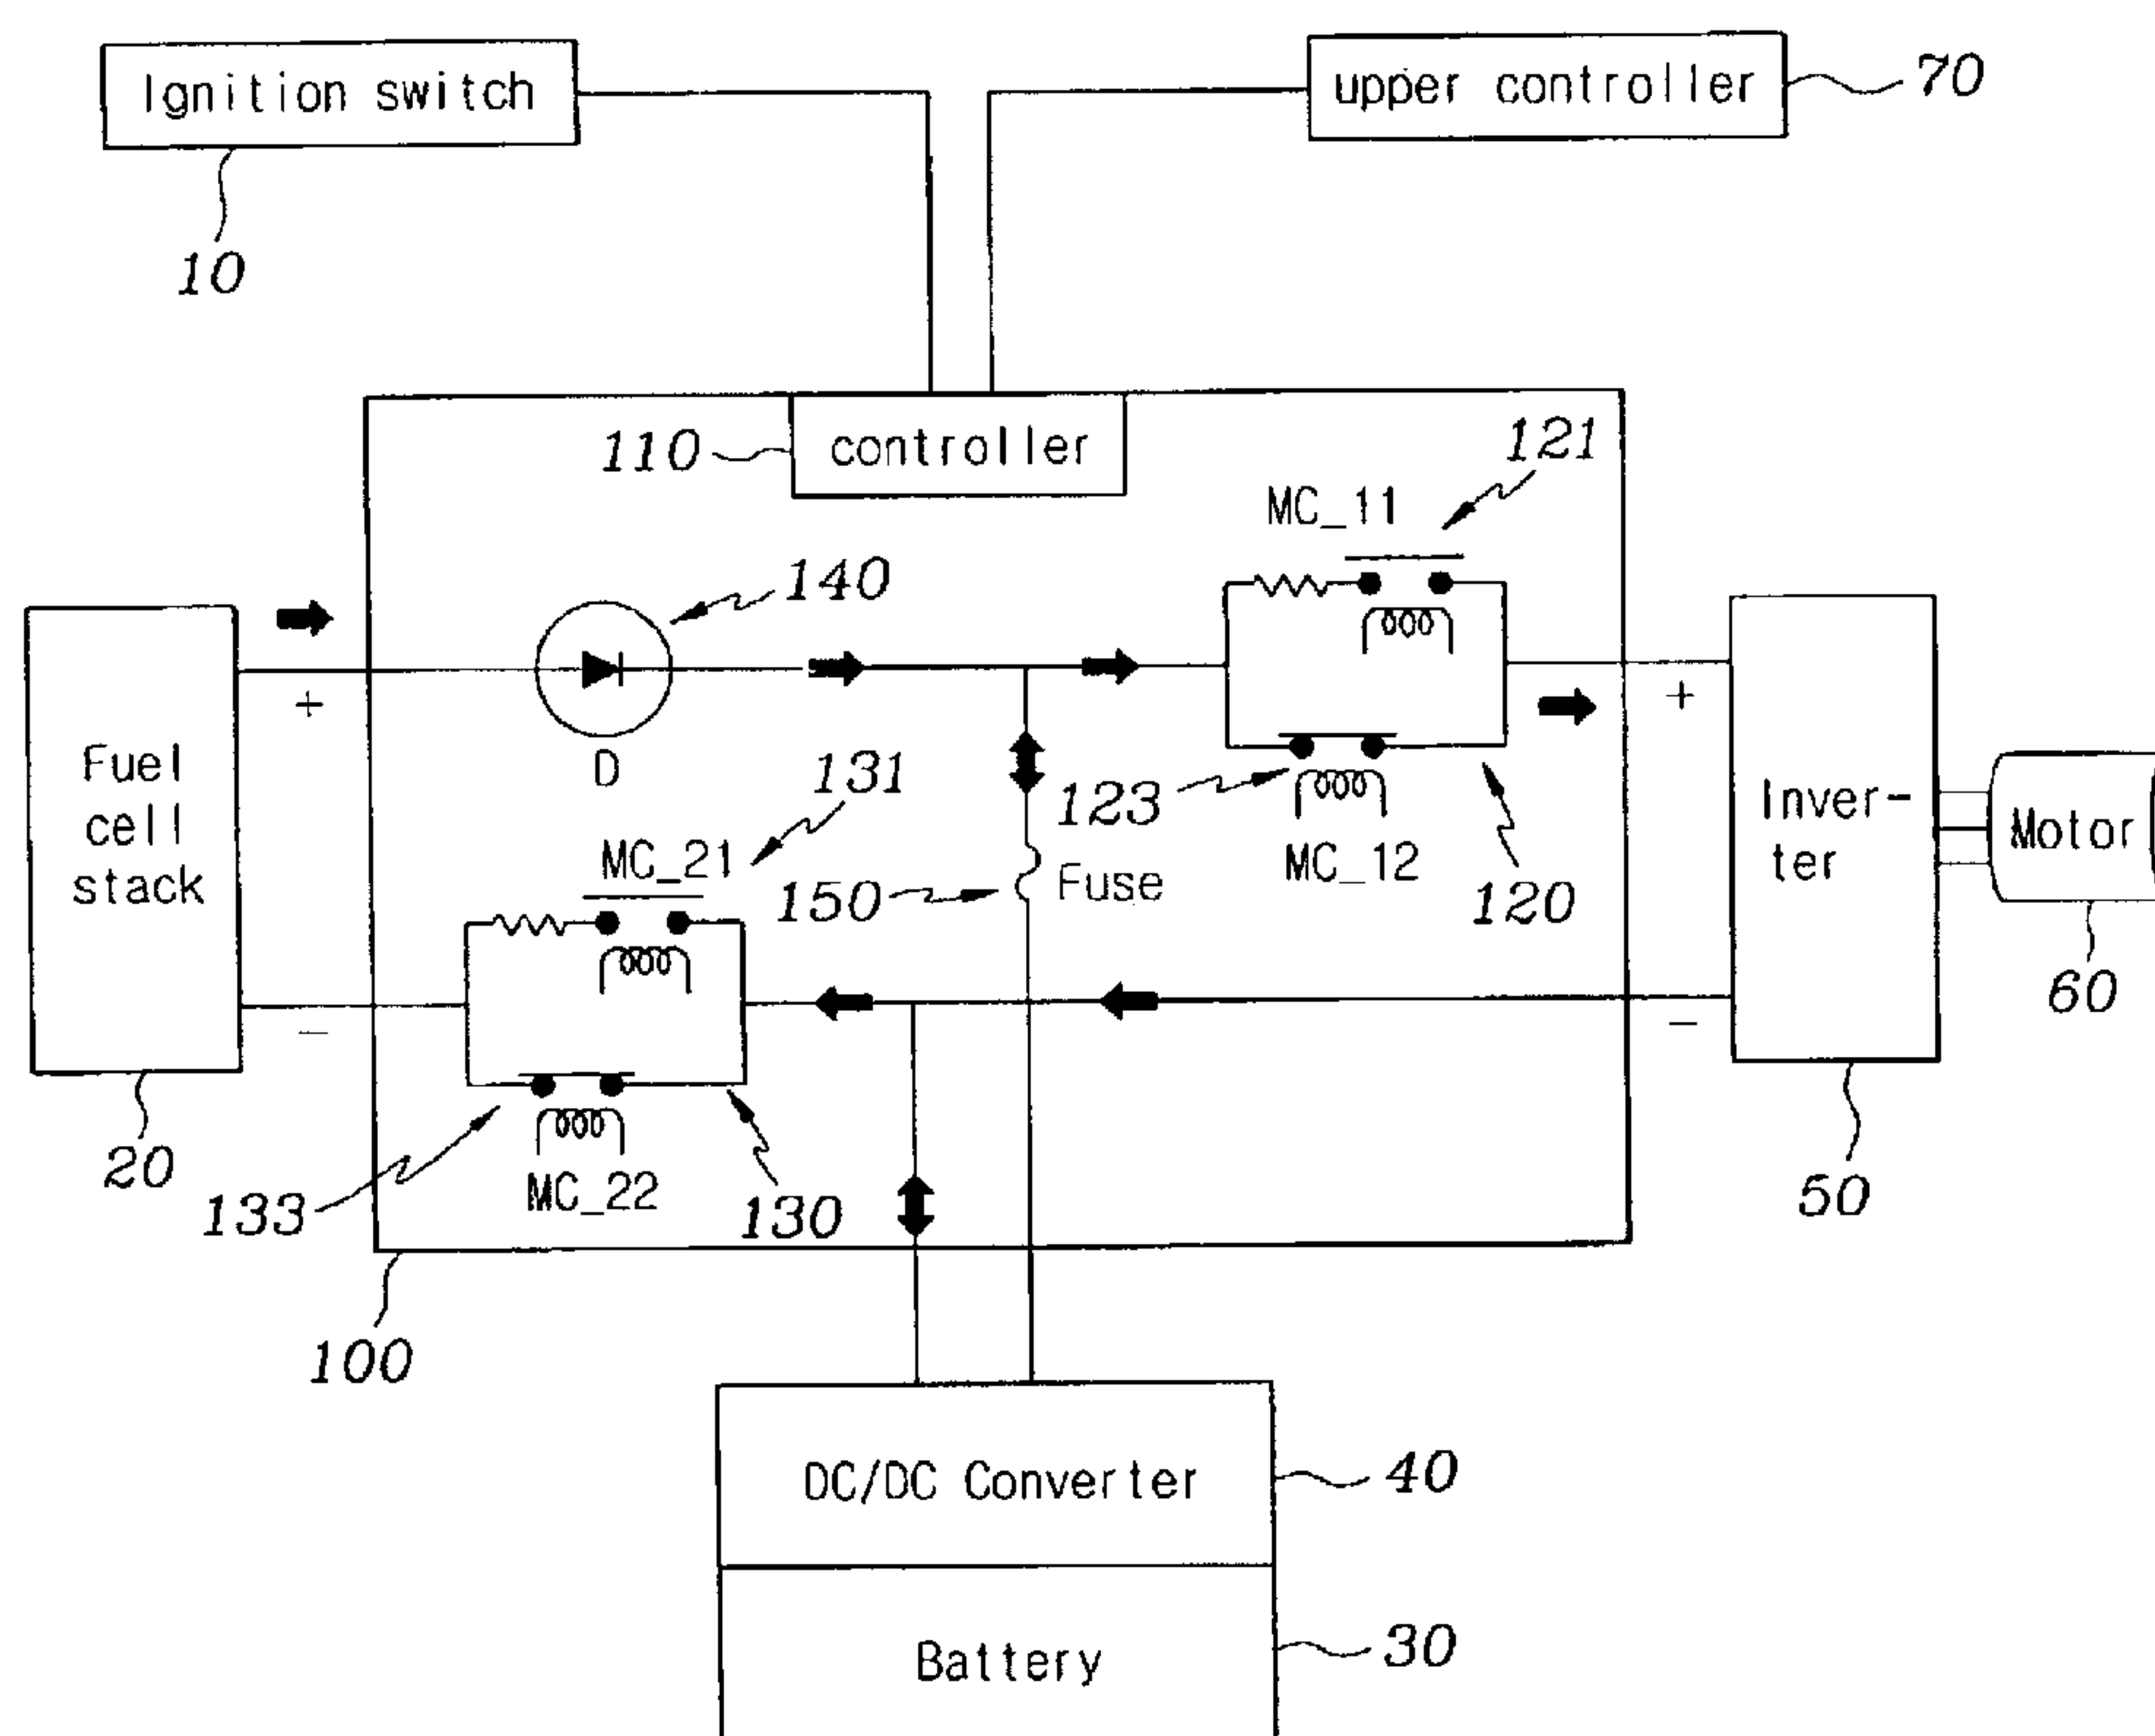 Ignition switch
upper controller
70
10
110
controller
121
MC_11
140
+
+
Fuel
cell
stack
D
131
123
MC_12
120
Inver-
ter
Motor
MC_21
150
Fuse
60
-
-
20
133
MC_22
130
50
100
DC/DC Converter
40
Battery
30